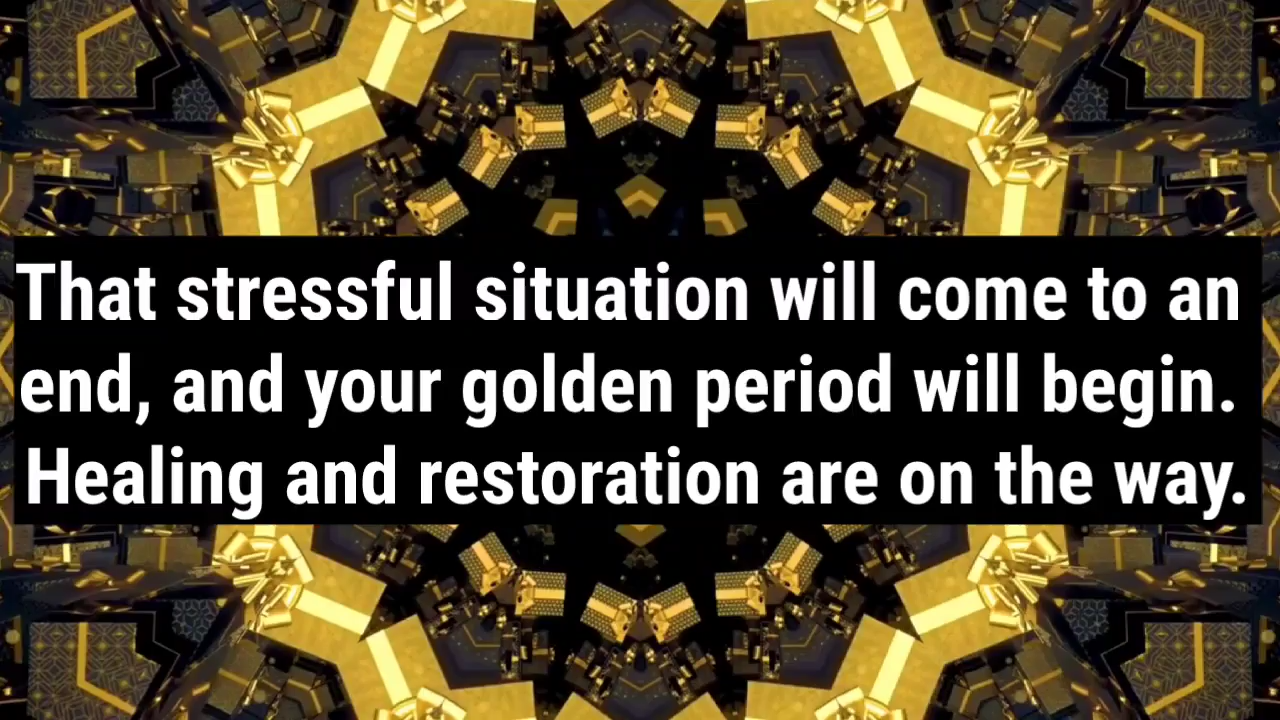 That stressful situation will come to an
end, and your golden period will begin.
Healing and restoration are on the way.